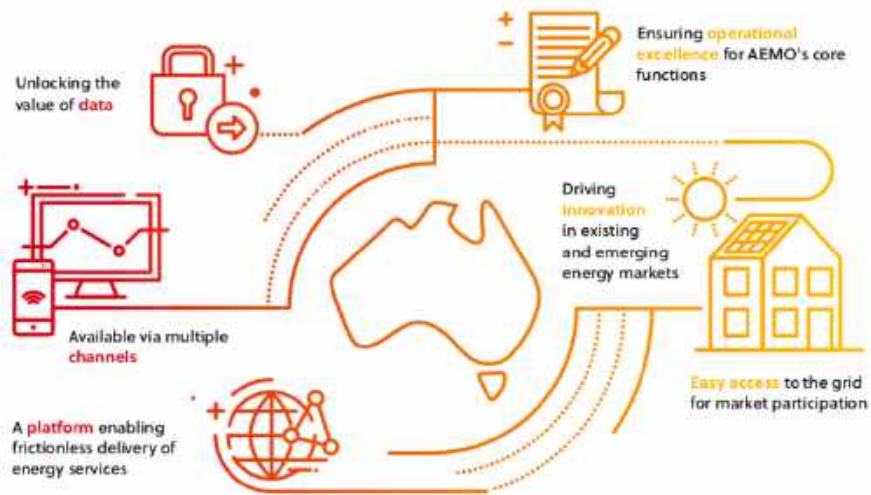 Unlocking the
value of data
Ensuring operational
excellence for AEMO's core
functions
Driving
innovation
in existing
and emerging
energy markets
Available via multiple
channels
Easy access to the grid
for market participation
A platform enabling
frictionless delivery of
energy services